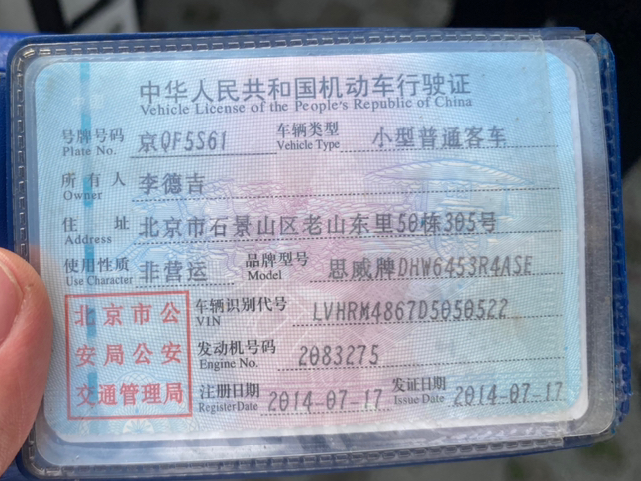 中华人民共和国机动车行驶证
Vehicle License of the People's Republic of China
号牌号码 京QF5S61 车辆类型 小型普通客车
Plate No. Vehicle Type
所有人 李德吉
Owner
住址 北京市石景山区老山东里50栋305号
Address
使用性质 非营运 品牌型号 思威牌DHW6453R4ASE
Use Character Model
车辆识别代号 LVHRM4867D5050522
VIN
发动机号码 2083275
Engine No.
注册日期 2014-07-17 发证日期 2014-07-17
Register Date Issue Date
北京市公
安局公安
交通管理局